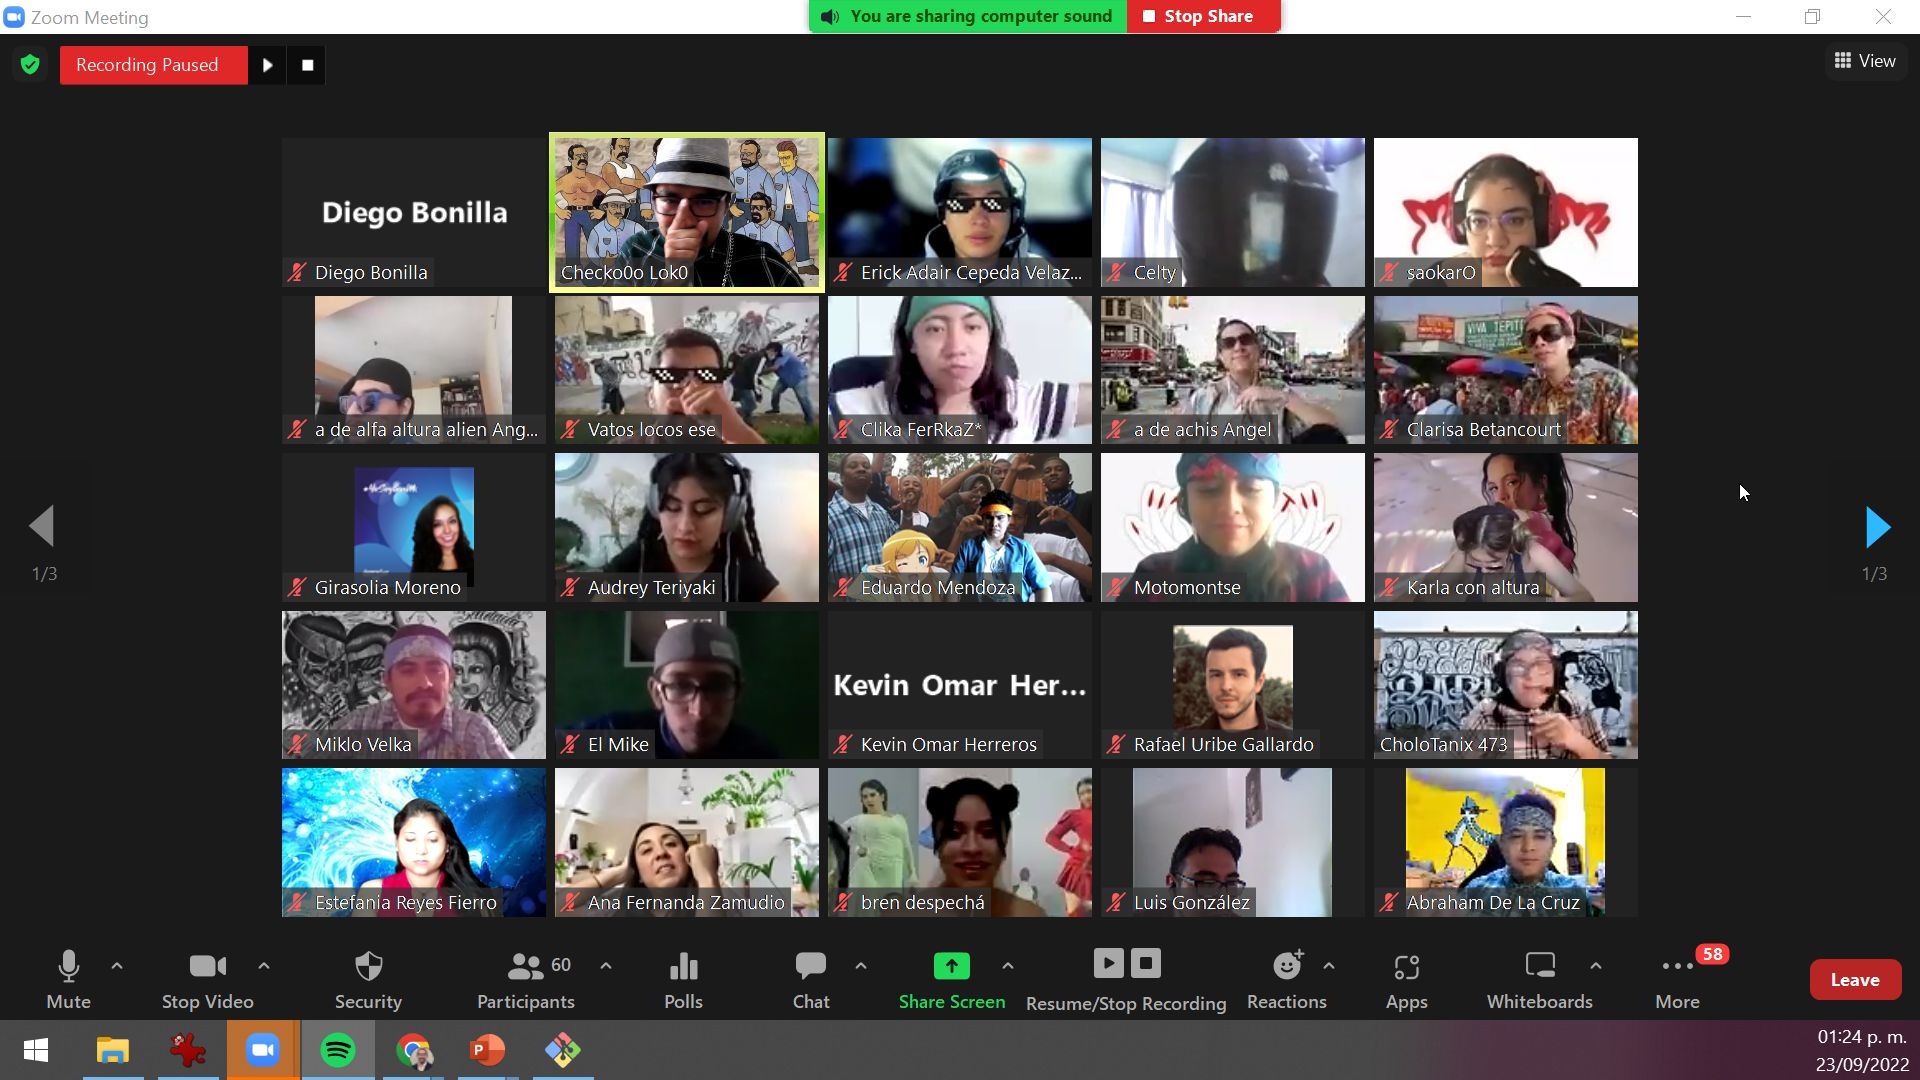 Zoom Meeting
You are sharing computer sound
Stop Share
Recording Paused
View
Diego Bonilla
Diego Bonilla
Checko0o Lok0
Erick Adair Cepeda Velaz...
Celty
saokarO
VIVA TEPITO
a de alfa altura alien Ang...
Vatos locos ese
Clika FerRkaZ*
a de achis Angel
Clarisa Betancourt
1/3
1/3
Girasolia Moreno
Audrey Teriyaki
Eduardo Mendoza
Motomontse
Karla con altura
Kevin Omar Her...
Miklo Velka
El Mike
Kevin Omar Herreros
Rafael Uribe Gallardo
CholoTanix 473
Estefania Reyes Fierro
Ana Fernanda Zamudio
bren despechá
Luis González
Abraham De La Cruz
60
58
Mute
Stop Video
Security
Participants
Polls
Chat
Share Screen
Resume/Stop Recording
Reactions
Apps
Whiteboards
More
Leave
01:24 p. m.
23/09/2022